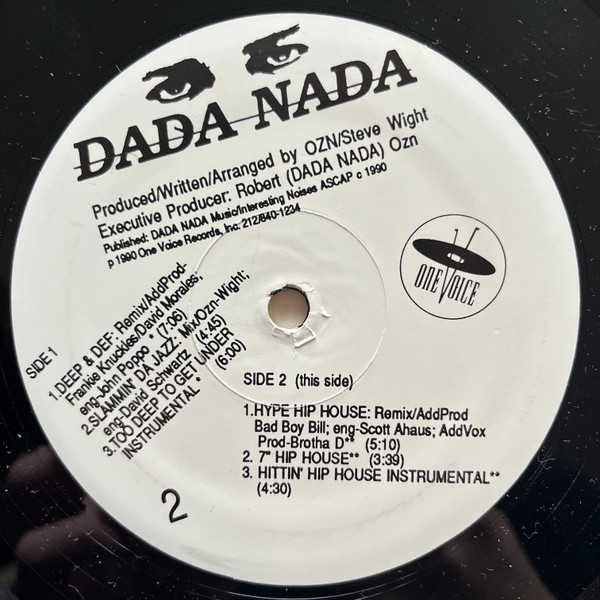 DADA NADA
Produced/Written/Arranged by OZN/Steve Wight
Executive Producer: Robert (DADA NADA) Ozn
Published: DADA NADA Music/Interesting Noises ASCAP c 1990
p 1990 One Voice Records, Inc. 212/840-1234
ONE VOICE
SIDE 1
1.DEEP & DEF: Remix/AddProd-
Frankie Knuckles/David Morales;
eng-John Poppo * (7:06)
2.SLAMMIN' DA JAZZ: Mix/Ozn-Wight;
eng-David Schwartz (4:45)
3.TOO DEEP TO GET UNDER
INSTRUMENTAL * (6:00)
SIDE 2 (this side)
1.HYPE HIP HOUSE: Remix/AddProd
Bad Boy Bill; eng-Scott Ahaus; AddVox
Prod-Brotha D** (5:10)
2. 7" HIP HOUSE** (3:39)
3. HITTIN' HIP HOUSE INSTRUMENTAL**
(4:30)
2